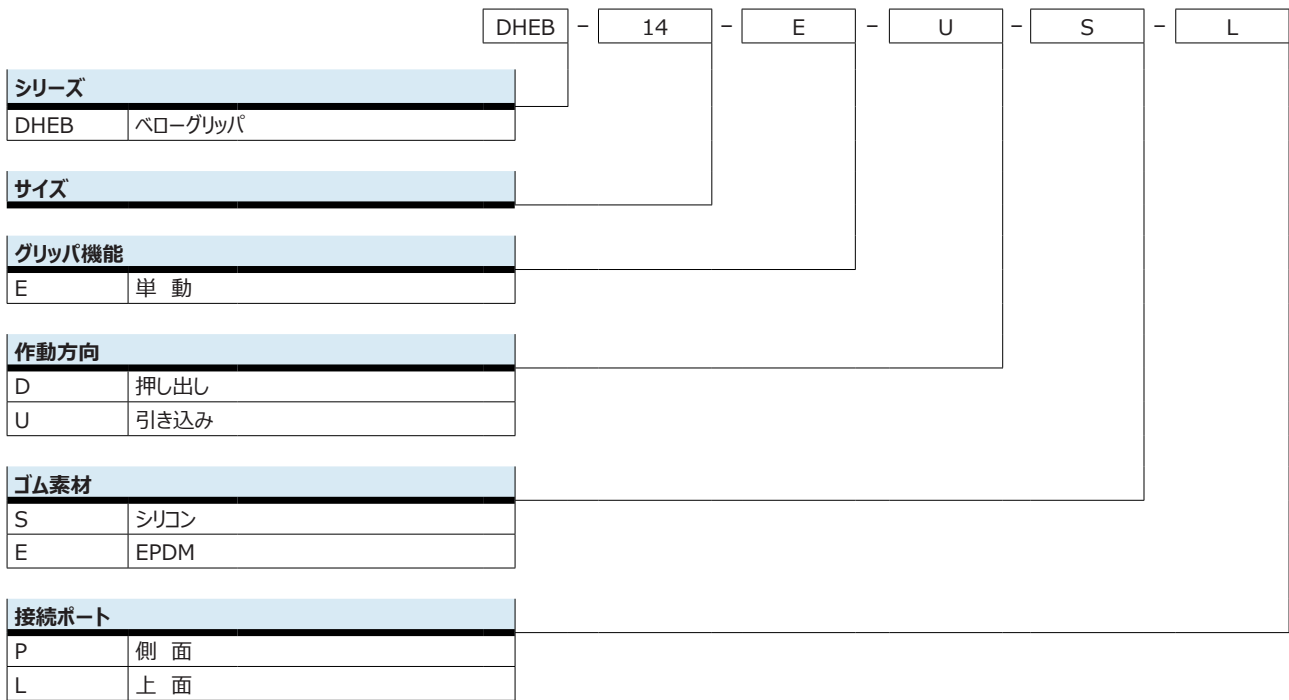 DHEB – 14 – E – U – S – L
シリーズ
DHEB ベローグリッパ
サイズ
グリッパ機能
E 単 動
作動方向
D 押し出し
U 引き込み
ゴム素材
S シリコン
E EPDM
接続ポート
P 側 面
L 上 面